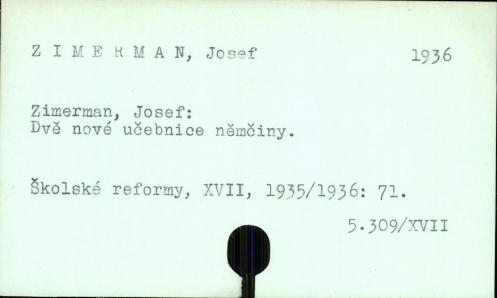 Z I M E R M A N, Josef 1936
Zimerman, Josef:
Dvě nové učebnice němčiny.
Školské reformy, XVII, 1935/1936: 71.
5.309/XVII